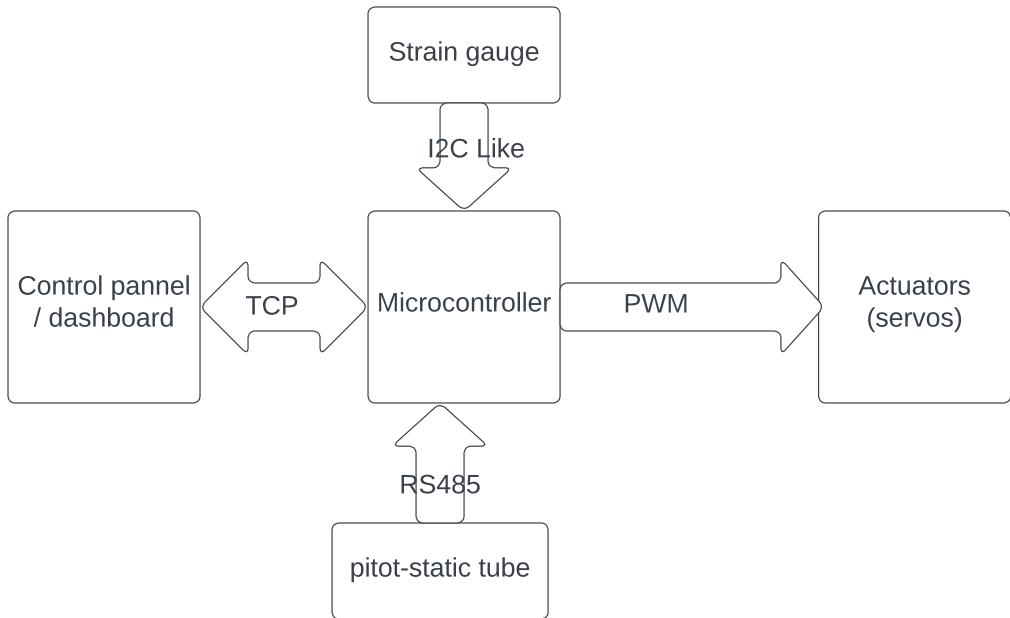 Strain gauge
I2C Like
Control pannel
/ dashboard
TCP
Microcontroller
PWM
Actuators
(servos)
RS485
pitot-static tube